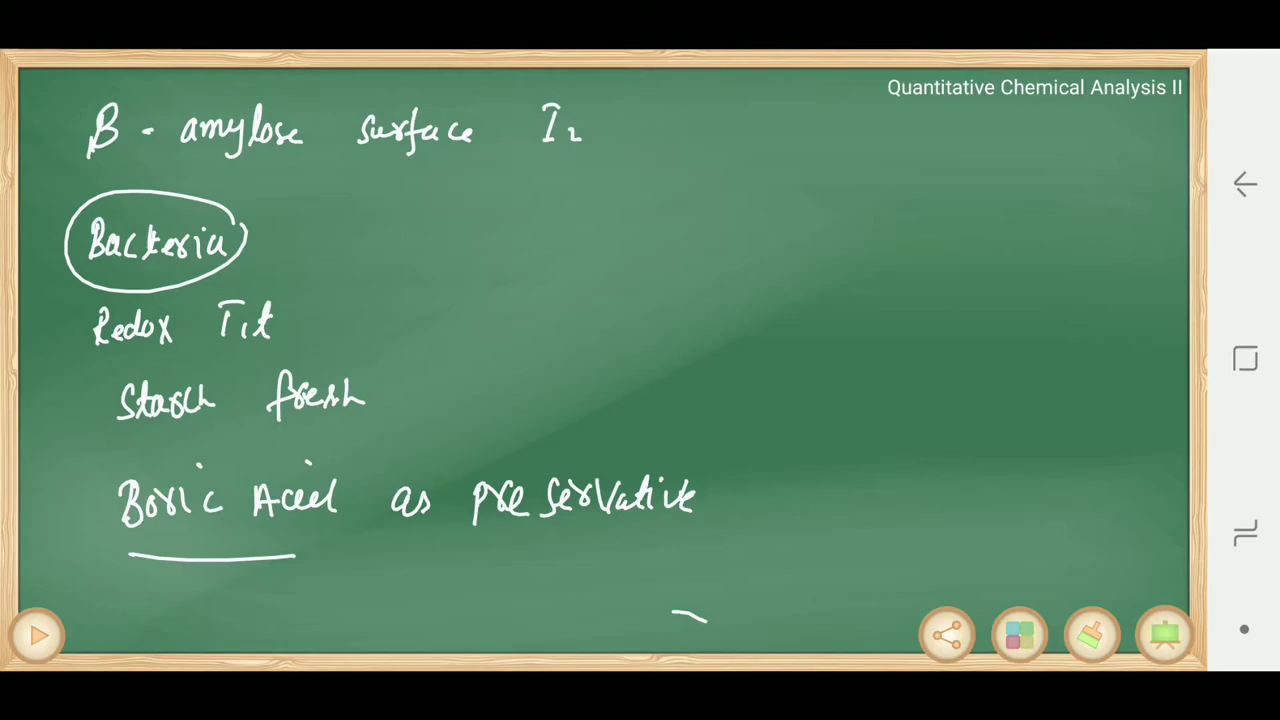 Quantitative Chemical Analysis II
β - amylose surface I₂
Bacteria
Redox Tit
Starch fresh
Boric Acid as preservative